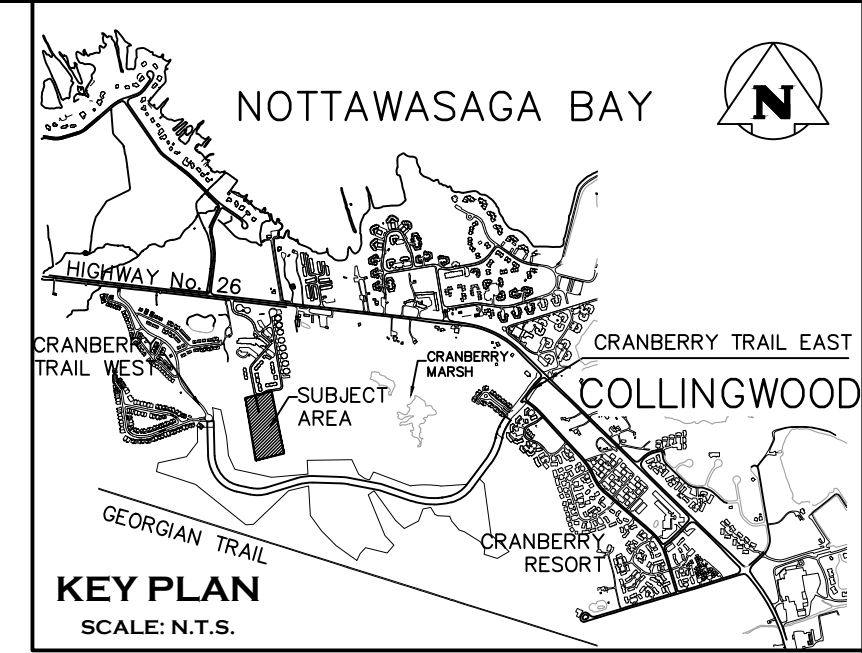 NOTTAWASAGA BAY
N
HIGHWAY No. 26
CRANBERRY
TRAIL WEST
CRANBERRY
MARSH
CRANBERRY TRAIL EAST
SUBJECT
AREA
COLLINGWOOD
GEORGIAN TRAIL
CRANBERRY
RESORT
KEY PLAN
SCALE: N.T.S.